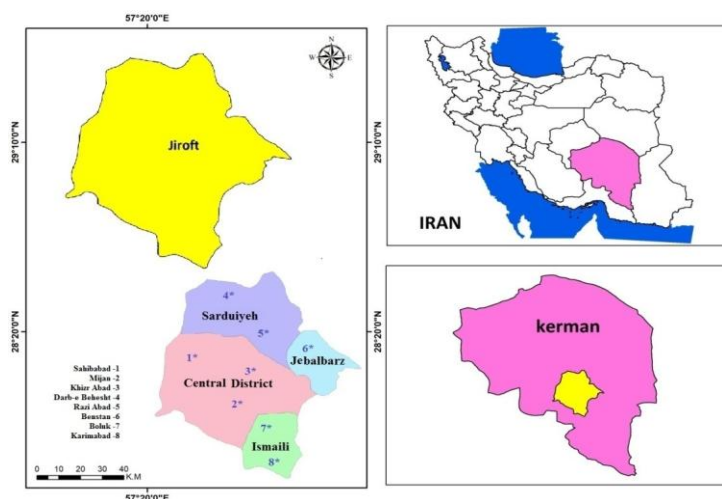 57°20'0"E
N
W E
S
29°10'0"N
29°10'0"N
Jiroft
28°20'0"N
28°20'0"N
4*
Sarduiyeh
5*
6*
Jebalbarz
1*
3*
Central District
2*
7*
Ismaili
8*
Sahibabad -1
Mijan -2
Khizr Abad -3
Darb-e Behesht -4
Razi Abad -5
Benstan -6
Boluk -7
Karimabad -8
0 10 20 30 40 K.M
57°20'0"E
IRAN
kerman